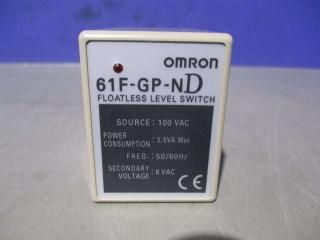 OMRON
61F-GP-ND
FLOATLESS LEVEL SWITCH
SOURCE: 100 VAC
POWER
CONSUMPTION : 3.5VA Max
FREQ.: 50/60Hz
SECONDARY
VOLTAGE : 8 VAC
CE